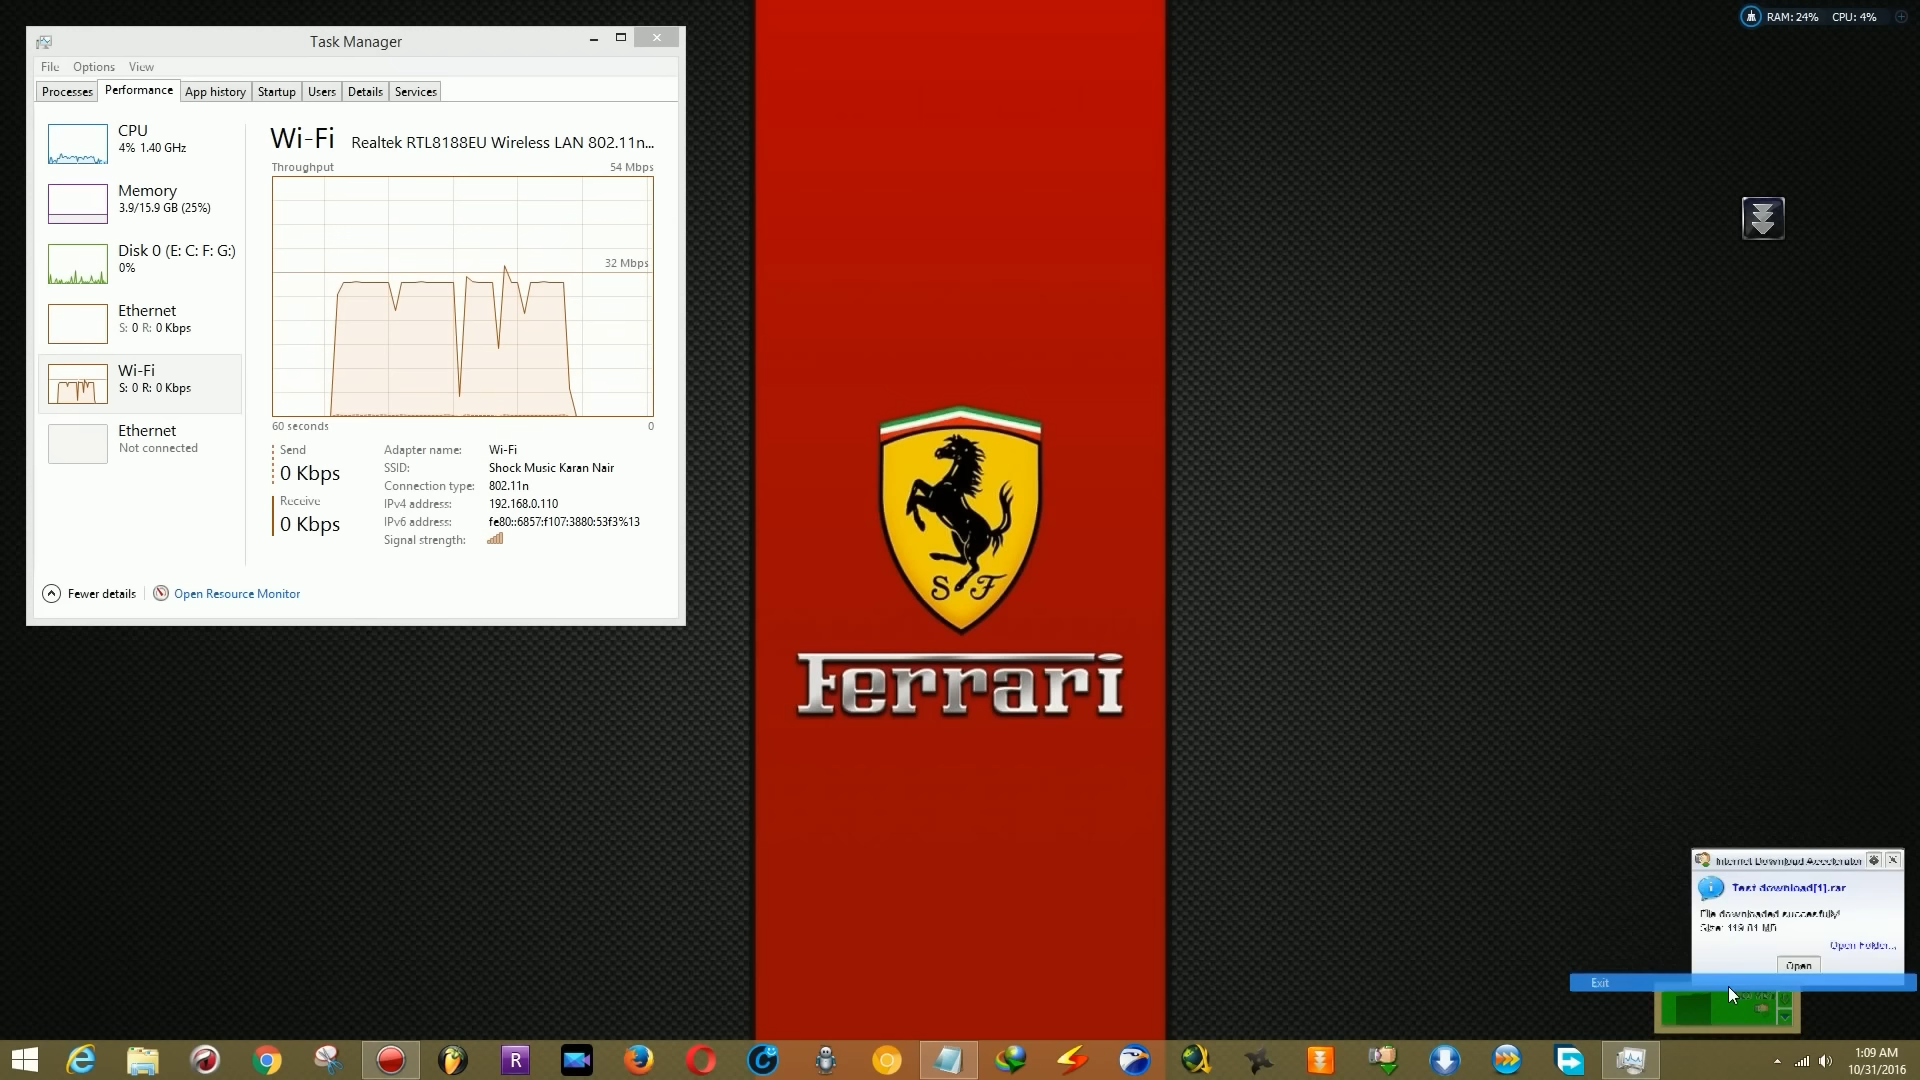 RAM: 24% CPU: 4%
Task Manager
File Options View
Processes Performance App history Startup Users Details Services
CPU
4% 1.40 GHz
Memory
3.9/15.9 GB (25%)
Disk 0 (E: C: F: G:)
0%
Ethernet
S: 0 R: 0 Kbps
Wi-Fi
S: 0 R: 0 Kbps
Ethernet
Not connected
Wi-Fi Realtek RTL8188EU Wireless LAN 802.11n...
Throughput 54 Mbps
32 Mbps
60 seconds 0
Send
0 Kbps
Receive
0 Kbps
Adapter name: Wi-Fi
SSID: Shock Music Karan Nair
Connection type: 802.11n
IPv4 address: 192.168.0.110
IPv6 address: fe80::6857:f107:3880:53f3%13
Signal strength:
Fewer details Open Resource Monitor
S F
Ferrari
Internet Download Accelerator
Test download[1].rar
File downloaded succesfully!
Size: 119.01 MB
Open Folder...
Open
Exit
R
1:09 AM
10/31/2016